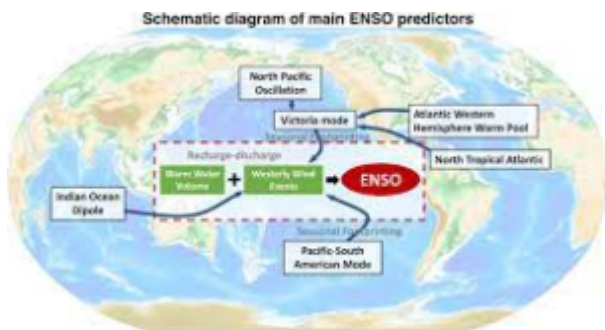 Schematic diagram of main ENSO predictors
North Pacific
Oscillation
Victoria mode
Atlantic Western
Hemisphere Warm Pool
Seasonal Footprinting
North Tropical Atlantic
Recharge-discharge
Warm Water
Volume
+
Westerly Wind
Events
ENSO
Indian Ocean
Dipole
Seasonal Footprinting
Pacific-South
American Mode